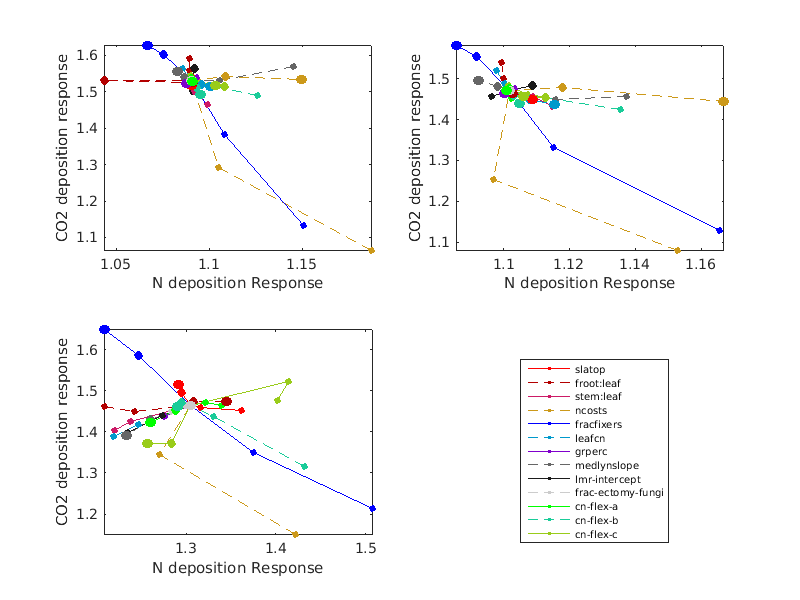 1.6
1.5
1.4
1.3
1.2
1.1
CO2 deposition response
1.05
1.1
1.15
N deposition Response
1.5
1.4
1.3
1.2
1.1
CO2 deposition response
1.1
1.12
1.14
1.16
N deposition Response
1.6
1.5
1.4
1.3
1.2
CO2 deposition response
1.3
1.4
1.5
N deposition Response
slatop
froot:leaf
stem:leaf
ncosts
fracfixers
leafcn
grperc
medlynslope
lmr-intercept
frac-ectomy-fungi
cn-flex-a
cn-flex-b
cn-flex-c